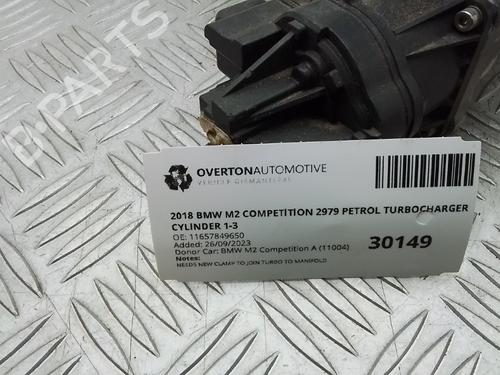 B-PARTS
OVERTONAUTOMOTIVE
VEHICLE DISMANTLERS
2018 BMW M2 COMPETITION 2979 PETROL TURBOCHARGER
CYLINDER 1-3
OE: 11657849650
Added: 26/09/2023
Donor Car: BMW M2 Competition A (11004)
30149
Notes:
NEEDS NEW CLAMP TO JOIN TURBO TO MANIFOLD